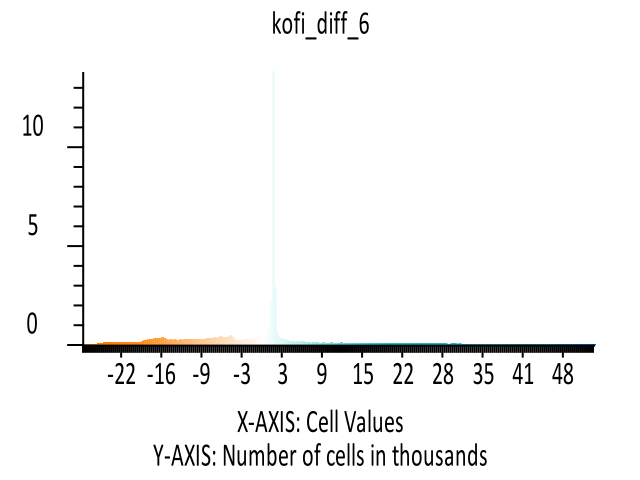 kofi_diff_6
10
5
0
-22 -16 -9 -3 3 9 15 22 28 35 41 48
X-AXIS: Cell Values
Y-AXIS: Number of cells in thousands